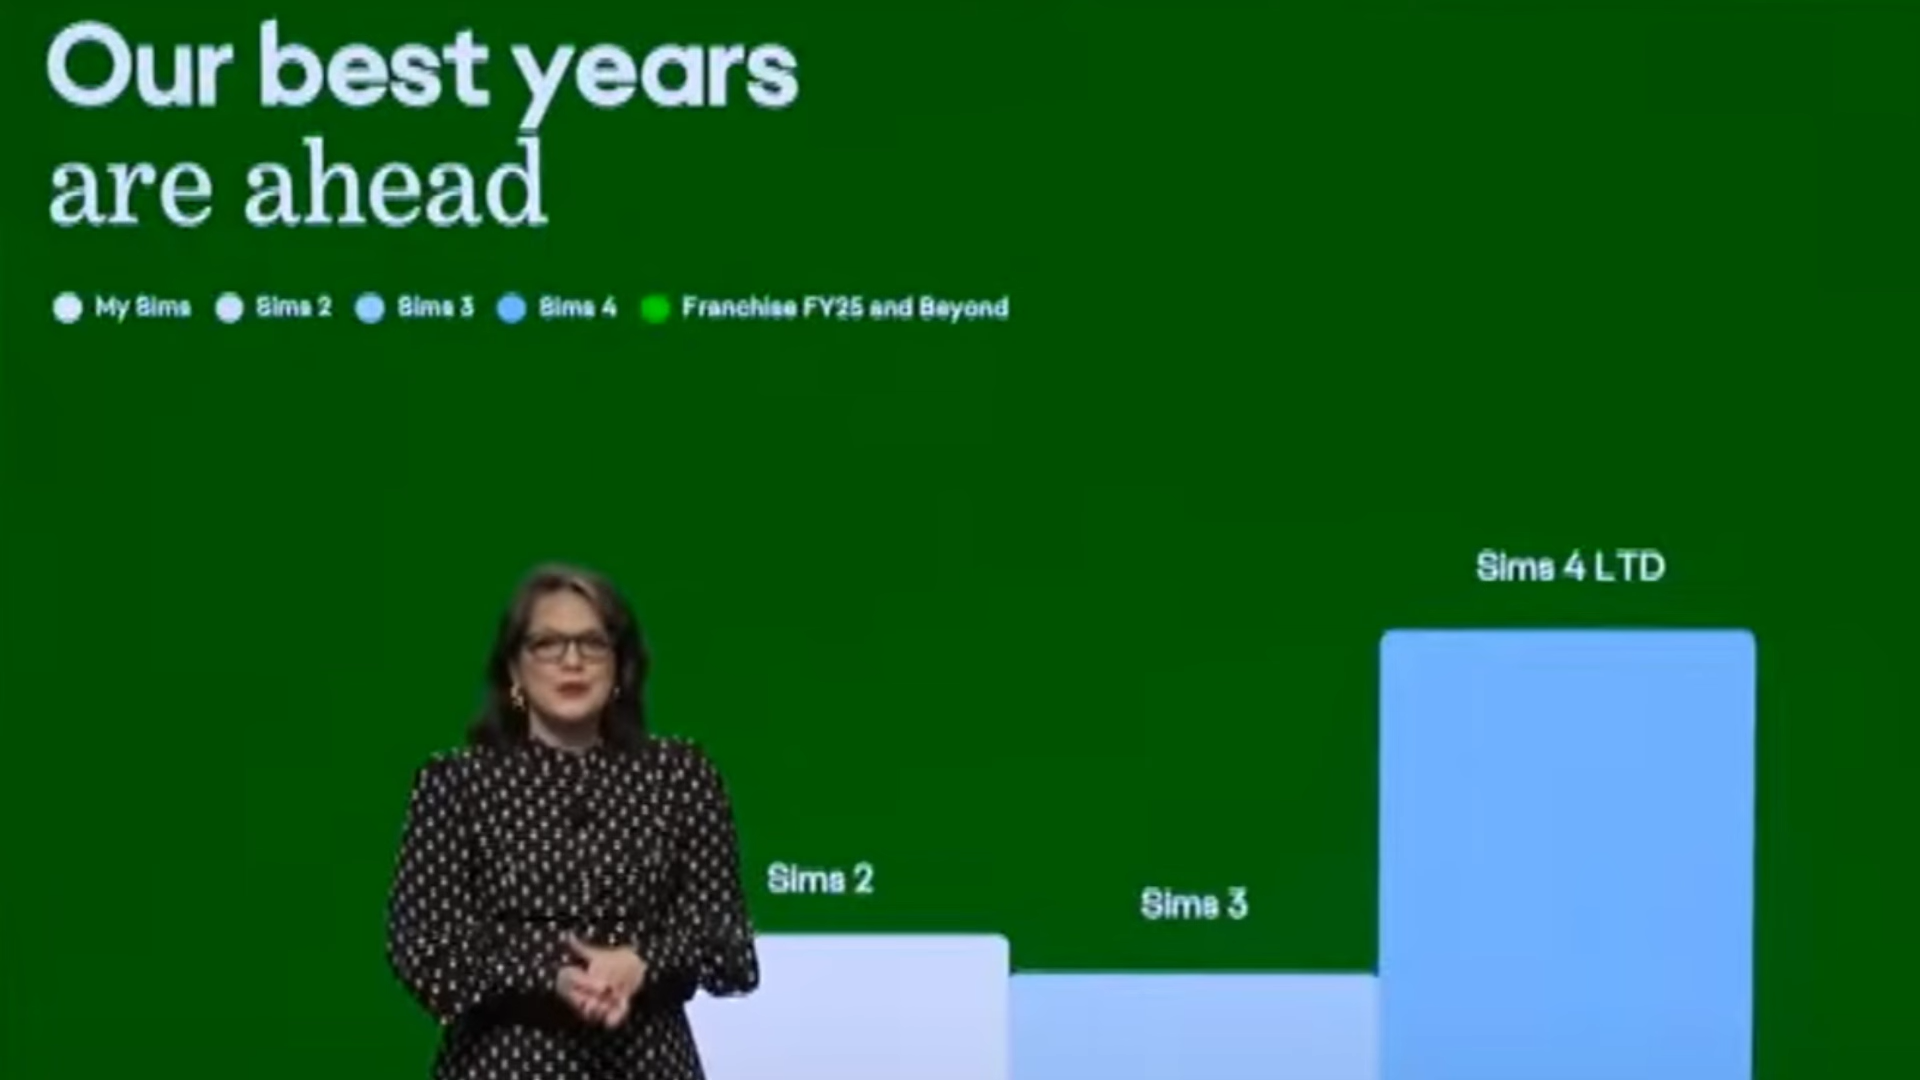 Our best years
are ahead
My Sims Sims 2 Sims 3 Sims 4 Franchise FY25 and Beyond
Sims 4 LTD
Sims 2
Sims 3